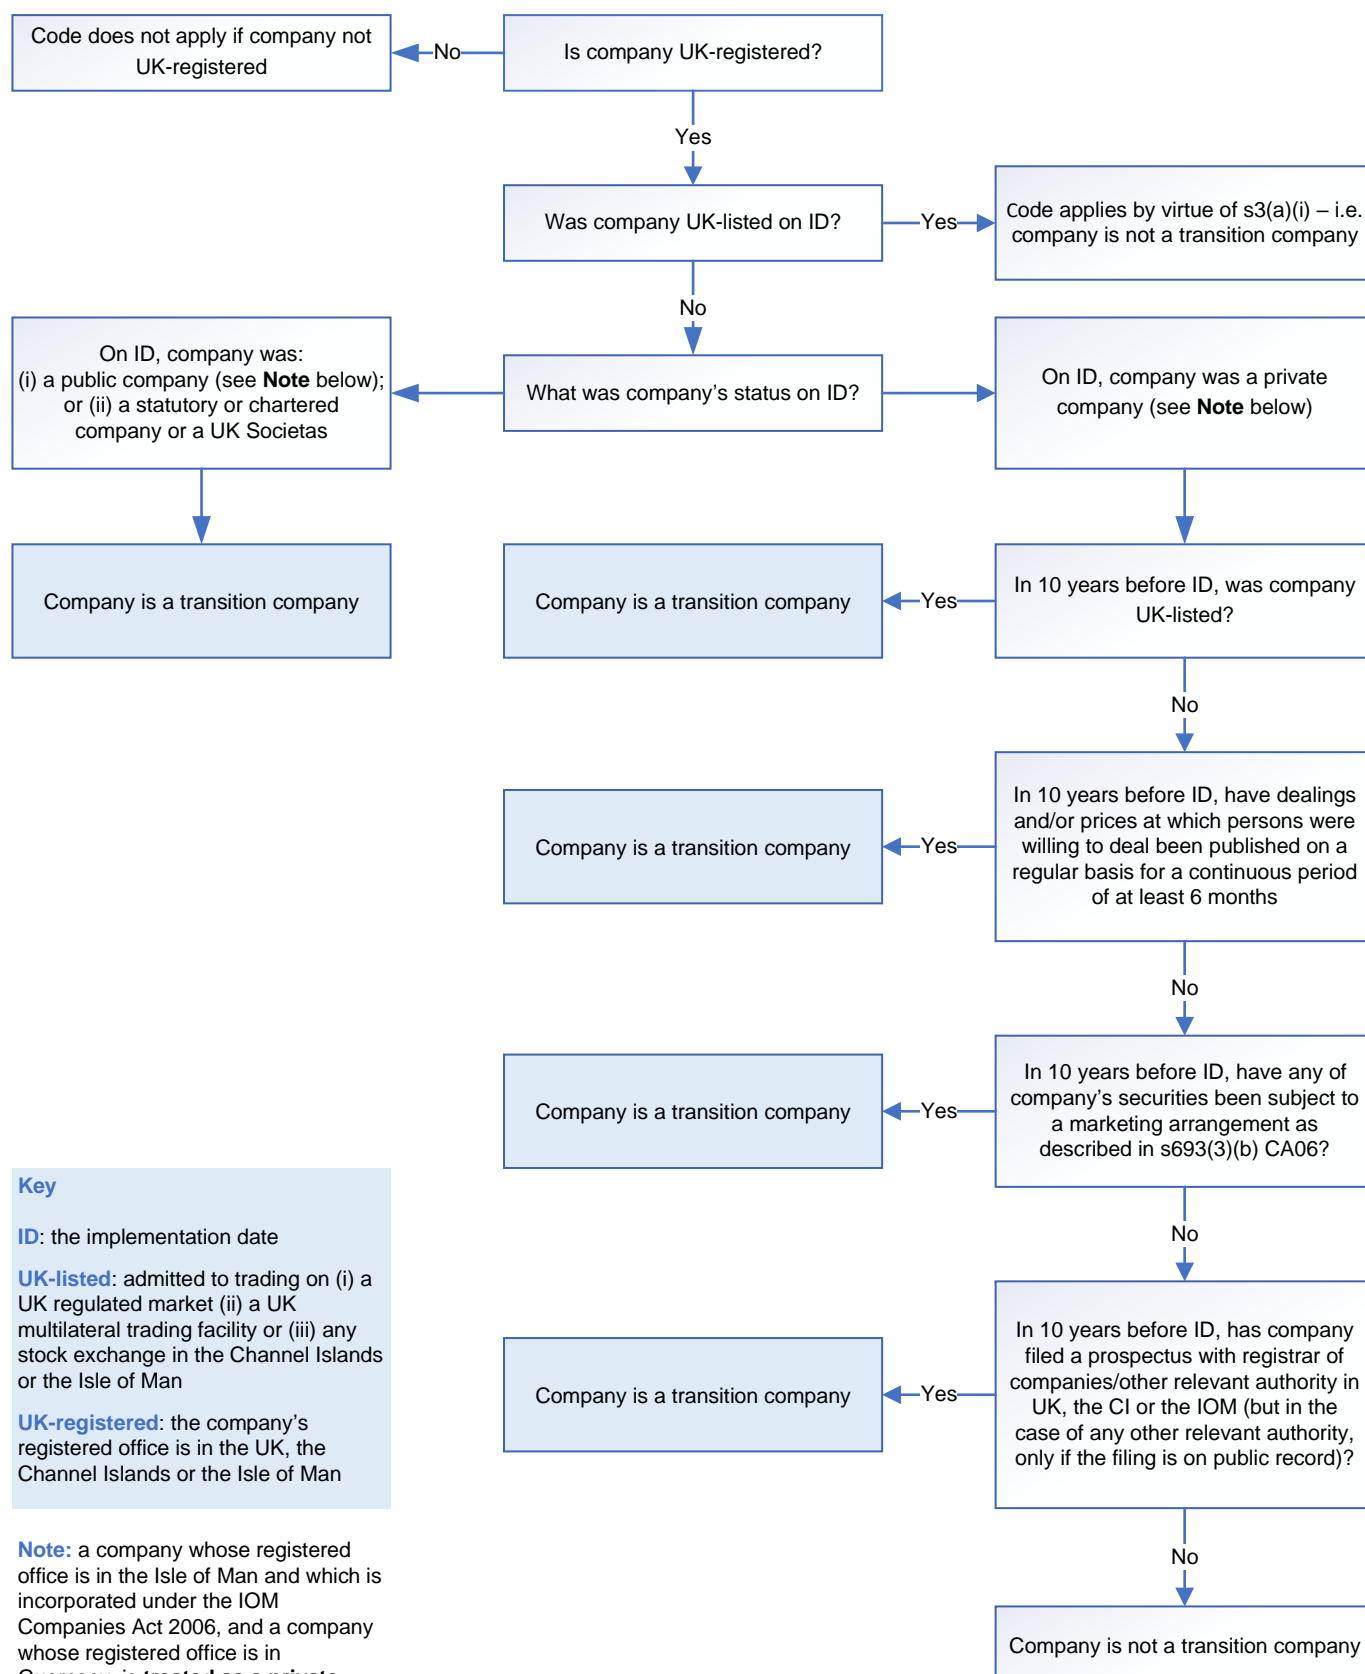 Code does not apply if company not
UK-registered
No
Is company UK-registered?
Yes
Was company UK-listed on ID?
Yes
Code applies by virtue of s3(a)(i) – i.e.
company is not a transition company
No
On ID, company was:
(i) a public company (see Note below);
or (ii) a statutory or chartered
company or a UK Societas
What was company's status on ID?
On ID, company was a private
company (see Note below)
Company is a transition company
Company is a transition company
Yes
In 10 years before ID, was company
UK-listed?
No
Company is a transition company
Yes
In 10 years before ID, have dealings
and/or prices at which persons were
willing to deal been published on a
regular basis for a continuous period
of at least 6 months
No
Company is a transition company
Yes
In 10 years before ID, have any of
company's securities been subject to
a marketing arrangement as
described in s693(3)(b) CA06?
No
Company is a transition company
Yes
In 10 years before ID, has company
filed a prospectus with registrar of
companies/other relevant authority in
UK, the CI or the IOM (but in the
case of any other relevant authority,
only if the filing is on public record)?
No
Company is not a transition company
Key
ID: the implementation date
UK-listed: admitted to trading on (i) a
UK regulated market (ii) a UK
multilateral trading facility or (iii) any
stock exchange in the Channel Islands
or the Isle of Man
UK-registered: the company's
registered office is in the UK, the
Channel Islands or the Isle of Man
Note: a company whose registered
office is in the Isle of Man and which is
incorporated under the IOM
Companies Act 2006, and a company
whose registered office is in
Guernsey, is treated as a private